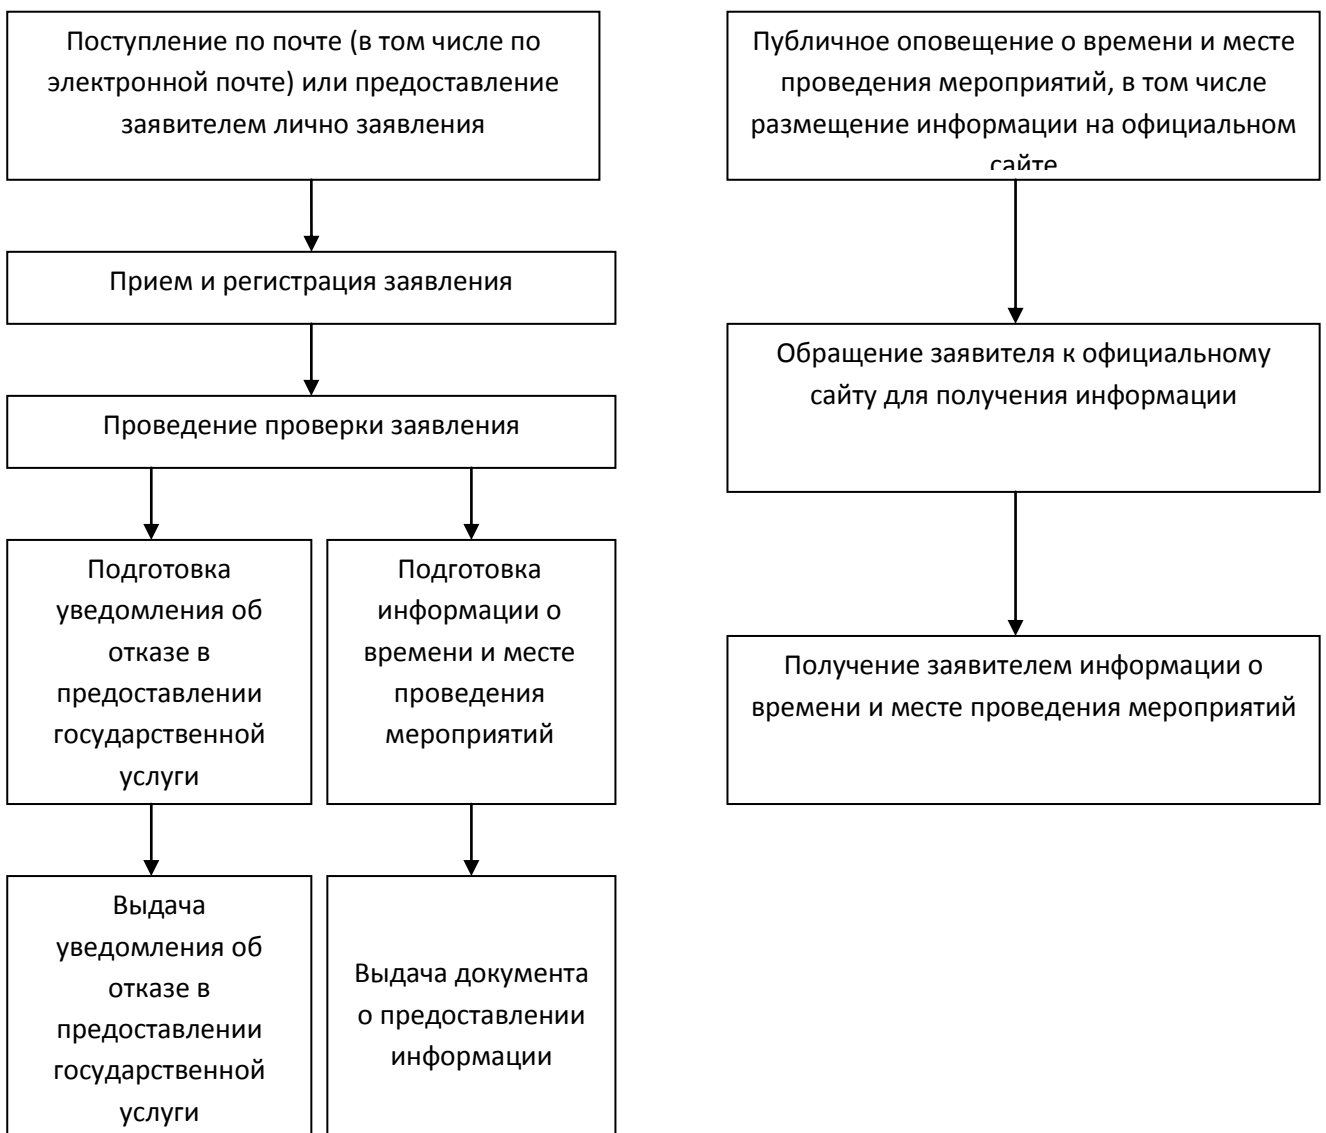 Поступление по почте (в том числе по
электронной почте) или предоставление
заявителем лично заявления
Прием и регистрация заявления
Проведение проверки заявления
Подготовка
уведомления об
отказе в
предоставлении
государственной
услуги
Подготовка
информации о
времени и месте
проведения
мероприятий
Выдача
уведомления об
отказе в
предоставлении
государственной
услуги
Выдача документа
о предоставлении
информации
Публичное оповещение о времени и месте
проведения мероприятий, в том числе
размещение информации на официальном
сайте
Обращение заявителя к официальному
сайту для получения информации
Получение заявителем информации о
времени и месте проведения мероприятий